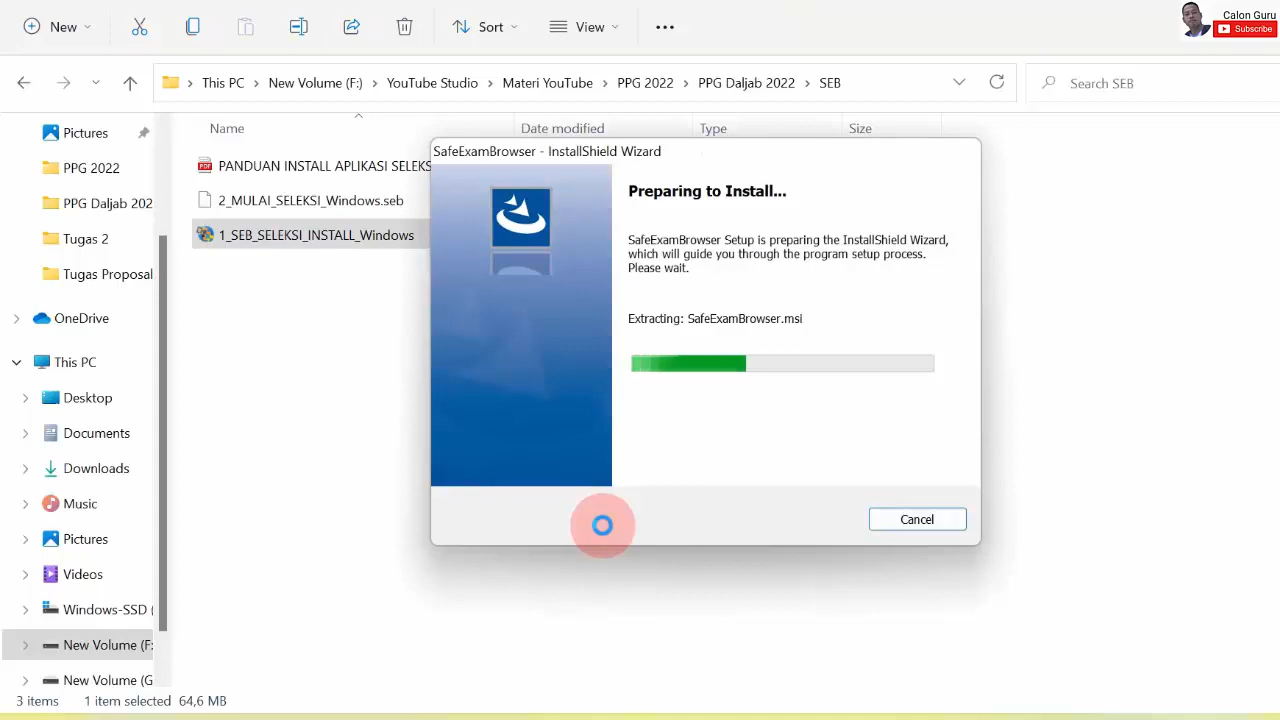 New
Sort
View
Calon Guru
Subscribe
This PC
New Volume (F:)
YouTube Studio
Materi YouTube
PPG 2022
PPG Daljab 2022
SEB
Search SEB
Name
Date modified
Type
Size
Pictures
PPG 2022
PPG Daljab 202
Tugas 2
Tugas Proposal
OneDrive
This PC
Desktop
Documents
Downloads
Music
Pictures
Videos
Windows-SSD (
New Volume (F:
New Volume (G
PANDUAN INSTALL APLIKASI SELEKS
2_MULAI_SELEKSI_Windows.seb
1_SEB_SELEKSI_INSTALL_Windows
SafeExamBrowser - InstallShield Wizard
Preparing to Install...
SafeExamBrowser Setup is preparing the InstallShield Wizard,
which will guide you through the program setup process.
Please wait.
Extracting: SafeExamBrowser.msi
Cancel
3 items
1 item selected
64,6 MB